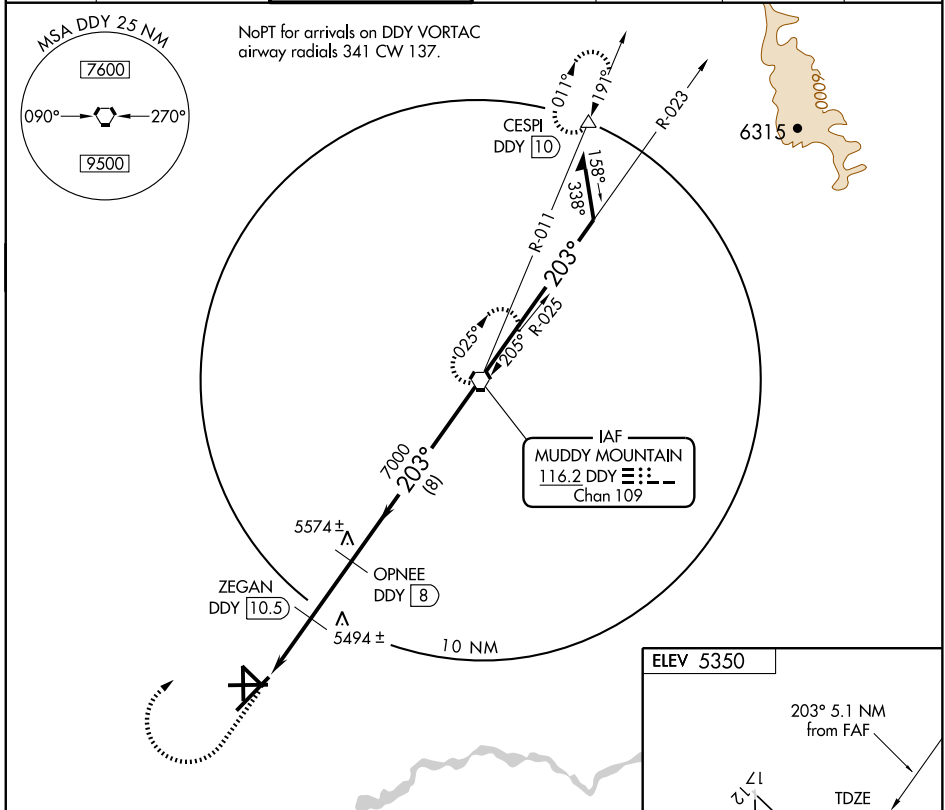 MSA DDY 25 NM
7600
090°
270°
9500
NoPT for arrivals on DDY VORTAC
airway radials 341 CW 137.
6000
6315
011°
191°
CESPI
DDY 10
R-023
158°
338°
R-011
203°
R-025
025°
205°
IAF
MUDDY MOUNTAIN
116.2 DDY
Chan 109
7000
203°
(8)
5574 ±
OPNEE
DDY 8
ZEGAN
DDY 10.5
5494 ±
10 NM
ELEV 5350
203° 5.1 NM
from FAF
17
12
TDZE